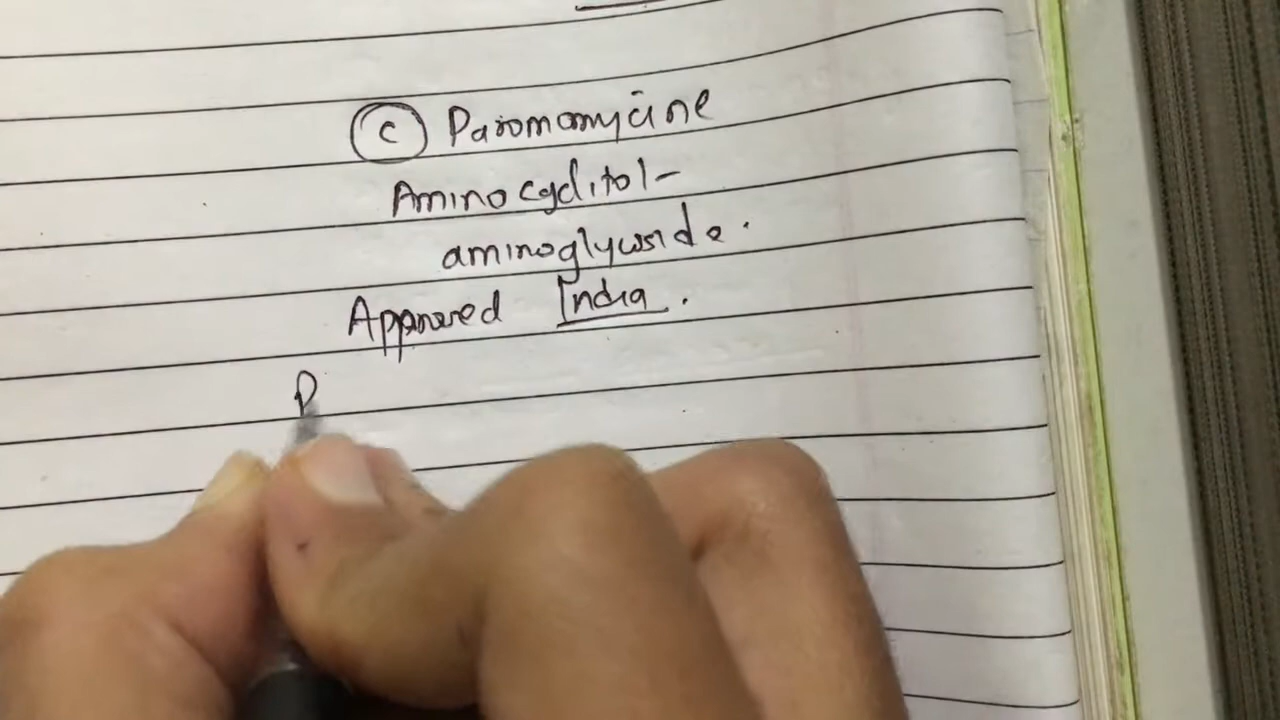 (c) Paromomycine
Aminocyclitol-
aminoglycoside.
Approved India.
P